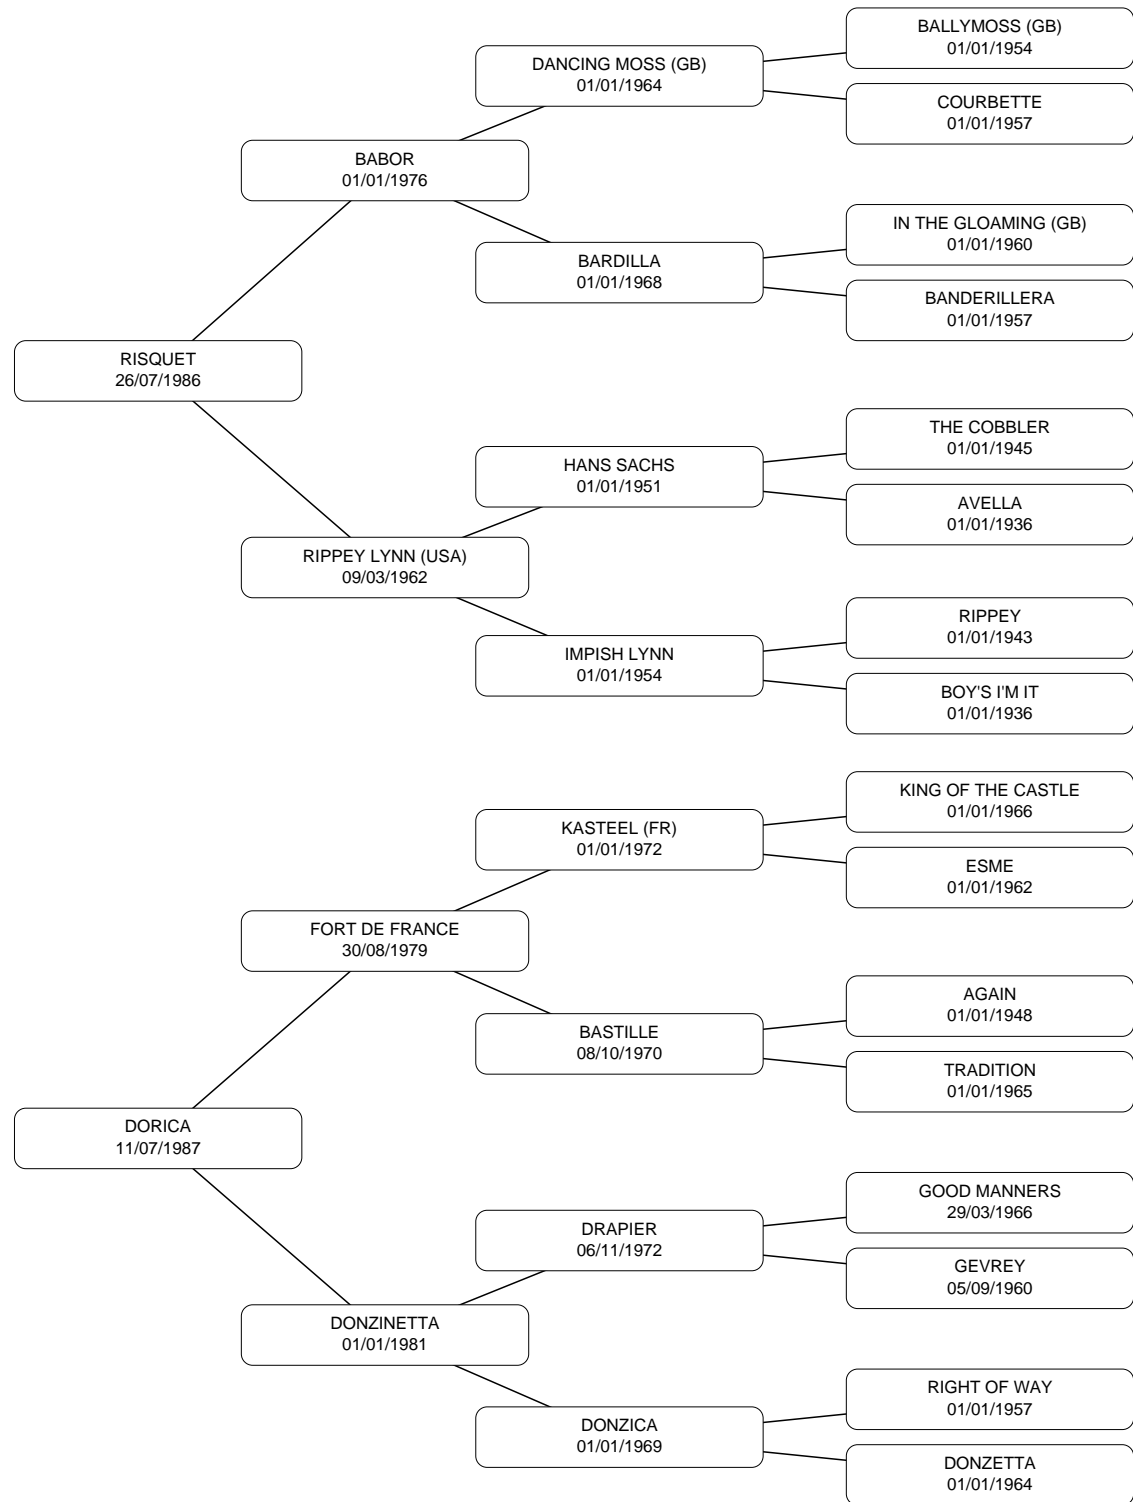 BALLYMOSS (GB)
01/01/1954
DANCING MOSS (GB)
01/01/1964
COURBETTE
01/01/1957
BABOR
01/01/1976
IN THE GLOAMING (GB)
01/01/1960
BARDILLA
01/01/1968
BANDERILLERA
01/01/1957
RISQUET
26/07/1986
THE COBBLER
01/01/1945
HANS SACHS
01/01/1951
AVELLA
01/01/1936
RIPPEY LYNN (USA)
09/03/1962
RIPPEY
01/01/1943
IMPISH LYNN
01/01/1954
BOY'S I'M IT
01/01/1936
KING OF THE CASTLE
01/01/1966
KASTEEL (FR)
01/01/1972
ESME
01/01/1962
FORT DE FRANCE
30/08/1979
AGAIN
01/01/1948
BASTILLE
08/10/1970
TRADITION
01/01/1965
DORICA
11/07/1987
GOOD MANNERS
29/03/1966
DRAPIER
06/11/1972
GEVREY
05/09/1960
DONZINETTA
01/01/1981
RIGHT OF WAY
01/01/1957
DONZICA
01/01/1969
DONZETTA
01/01/1964